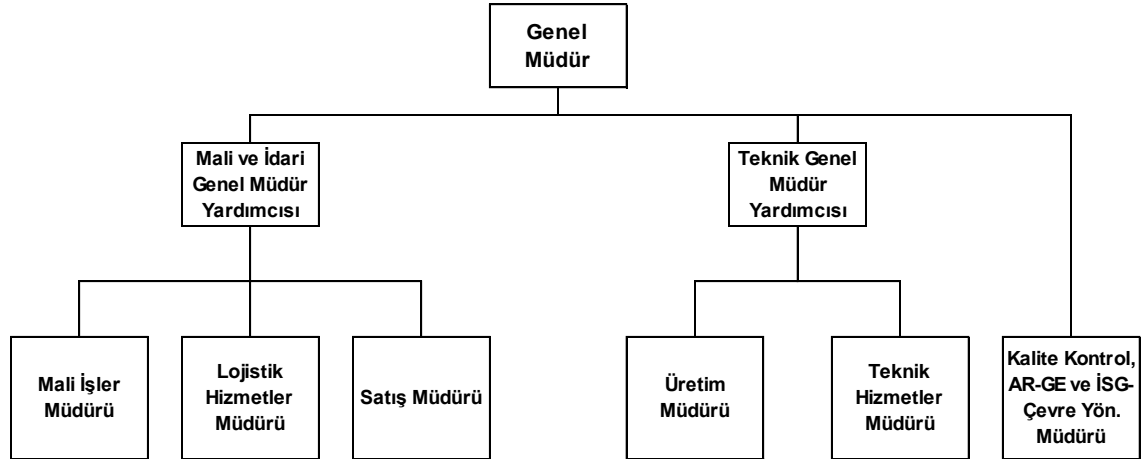 Genel
Müdür
Mali ve İdari
Genel Müdür
Yardımcısı
Teknik Genel
Müdür
Yardımcısı
Mali İşler
Müdürü
Lojistik
Hizmetler
Müdürü
Satış Müdürü
Üretim
Müdürü
Teknik
Hizmetler
Müdürü
Kalite Kontrol,
AR-GE ve İSG-
Çevre Yön.
Müdürü